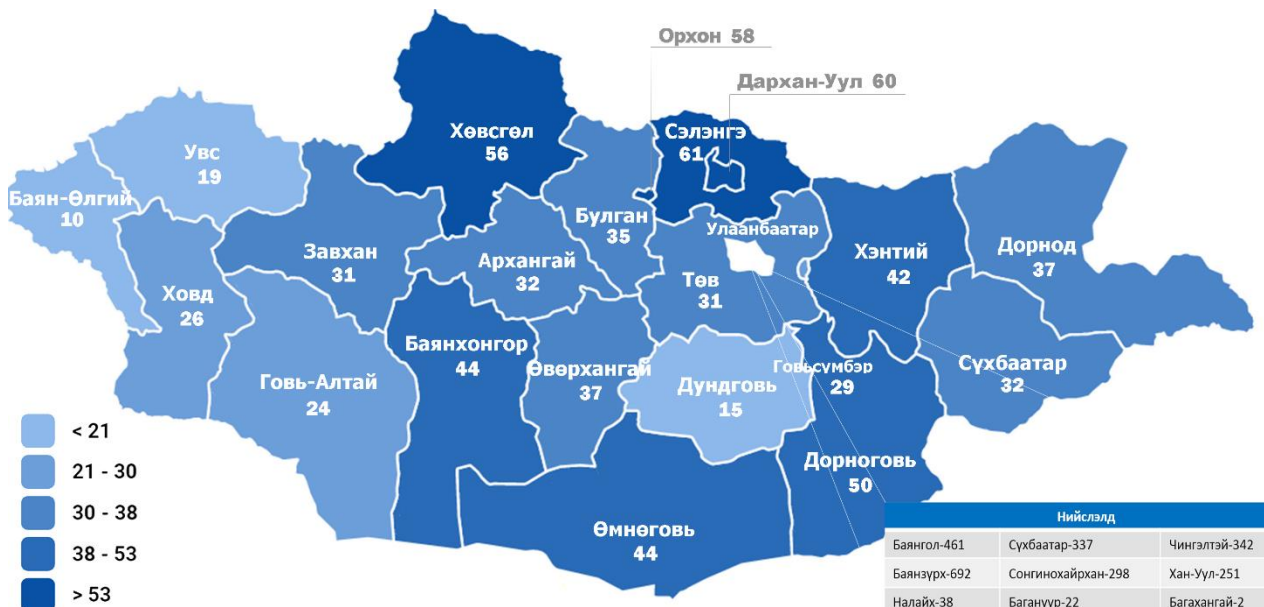 Орхон 58
Дархан-Уул 60
Хөвсгөл
56
Сэлэнгэ
61
Увс
19
Баян-Өлгий
10
Булган
35
Улаанбаатар
Завхан
31
Архангай
32
Хэнтий
42
Дорнод
37
Ховд
26
Төв
31
Баянхонгор
44
Өвөрхангай
37
Говь-Алтай
24
Дундговь
15
Говьсүмбэр
29
Сүхбаатар
32
Дорноговь
50
Өмнөговь
44
< 21
21 - 30
30 - 38
38 - 53
> 53
Нийслэлд
Баянгол-461 Сүхбаатар-337 Чингэлтэй-342
Баянзүрх-692 Сонгинохайрхан-298 Хан-Уул-251
Налайх-38 Багануур-22 Багахангай-2